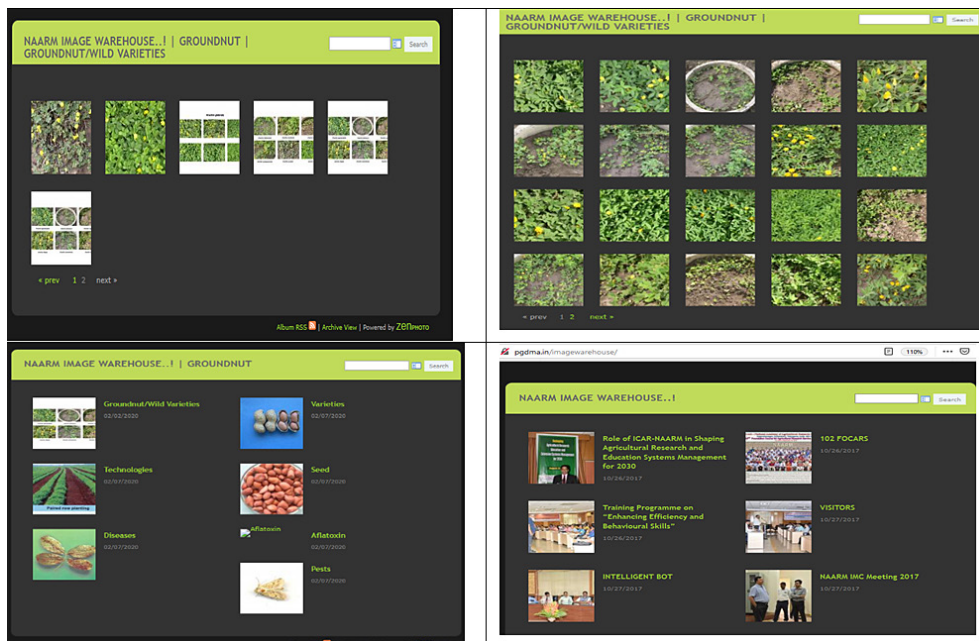 NAARM IMAGE WAREHOUSE..! | GROUNDNUT |
GROUNDNUT/WILD VARIETIES
Search
« prev 1 2 next »
Album RSS | Archive View | Powered by zenPHOTO
NAARM IMAGE WAREHOUSE..! | GROUNDNUT |
GROUNDNUT/WILD VARIETIES
Search
« prev 1 2 next »
NAARM IMAGE WAREHOUSE..! | GROUNDNUT
Search
Groundnut/Wild Varieties
02/02/2020
Varieties
02/07/2020
Technologies
02/07/2020
Paired row planting
Seed
02/07/2020
Diseases
02/07/2020
Aflatoxin
Aflatoxin
02/07/2020
Pests
02/07/2020
pgdma.in/imagewarehouse/
110%
NAARM IMAGE WAREHOUSE..!
Search
Role of ICAR-NAARM in Shaping
Agricultural Research and
Education Systems Management
for 2030
10/26/2017
102 FOCARS
10/26/2017
Training Programme on
"Enhancing Efficiency and
Behavioural Skills"
10/26/2017
VISITORS
10/27/2017
INTELLIGENT BOT
10/27/2017
NAARM IMC Meeting 2017
10/27/2017